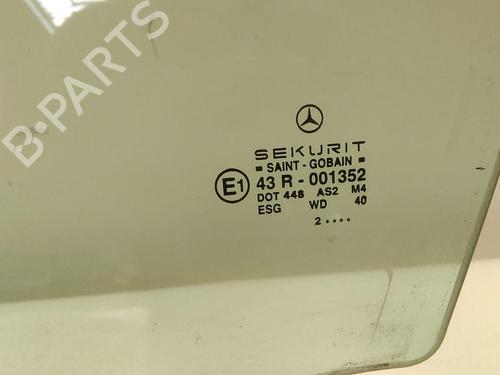 B-PARTS
SEKURIT
SAINT - GOBAIN
E1 43 R - 001352
DOT 448 AS2 M4
ESG WD 40
2 ....